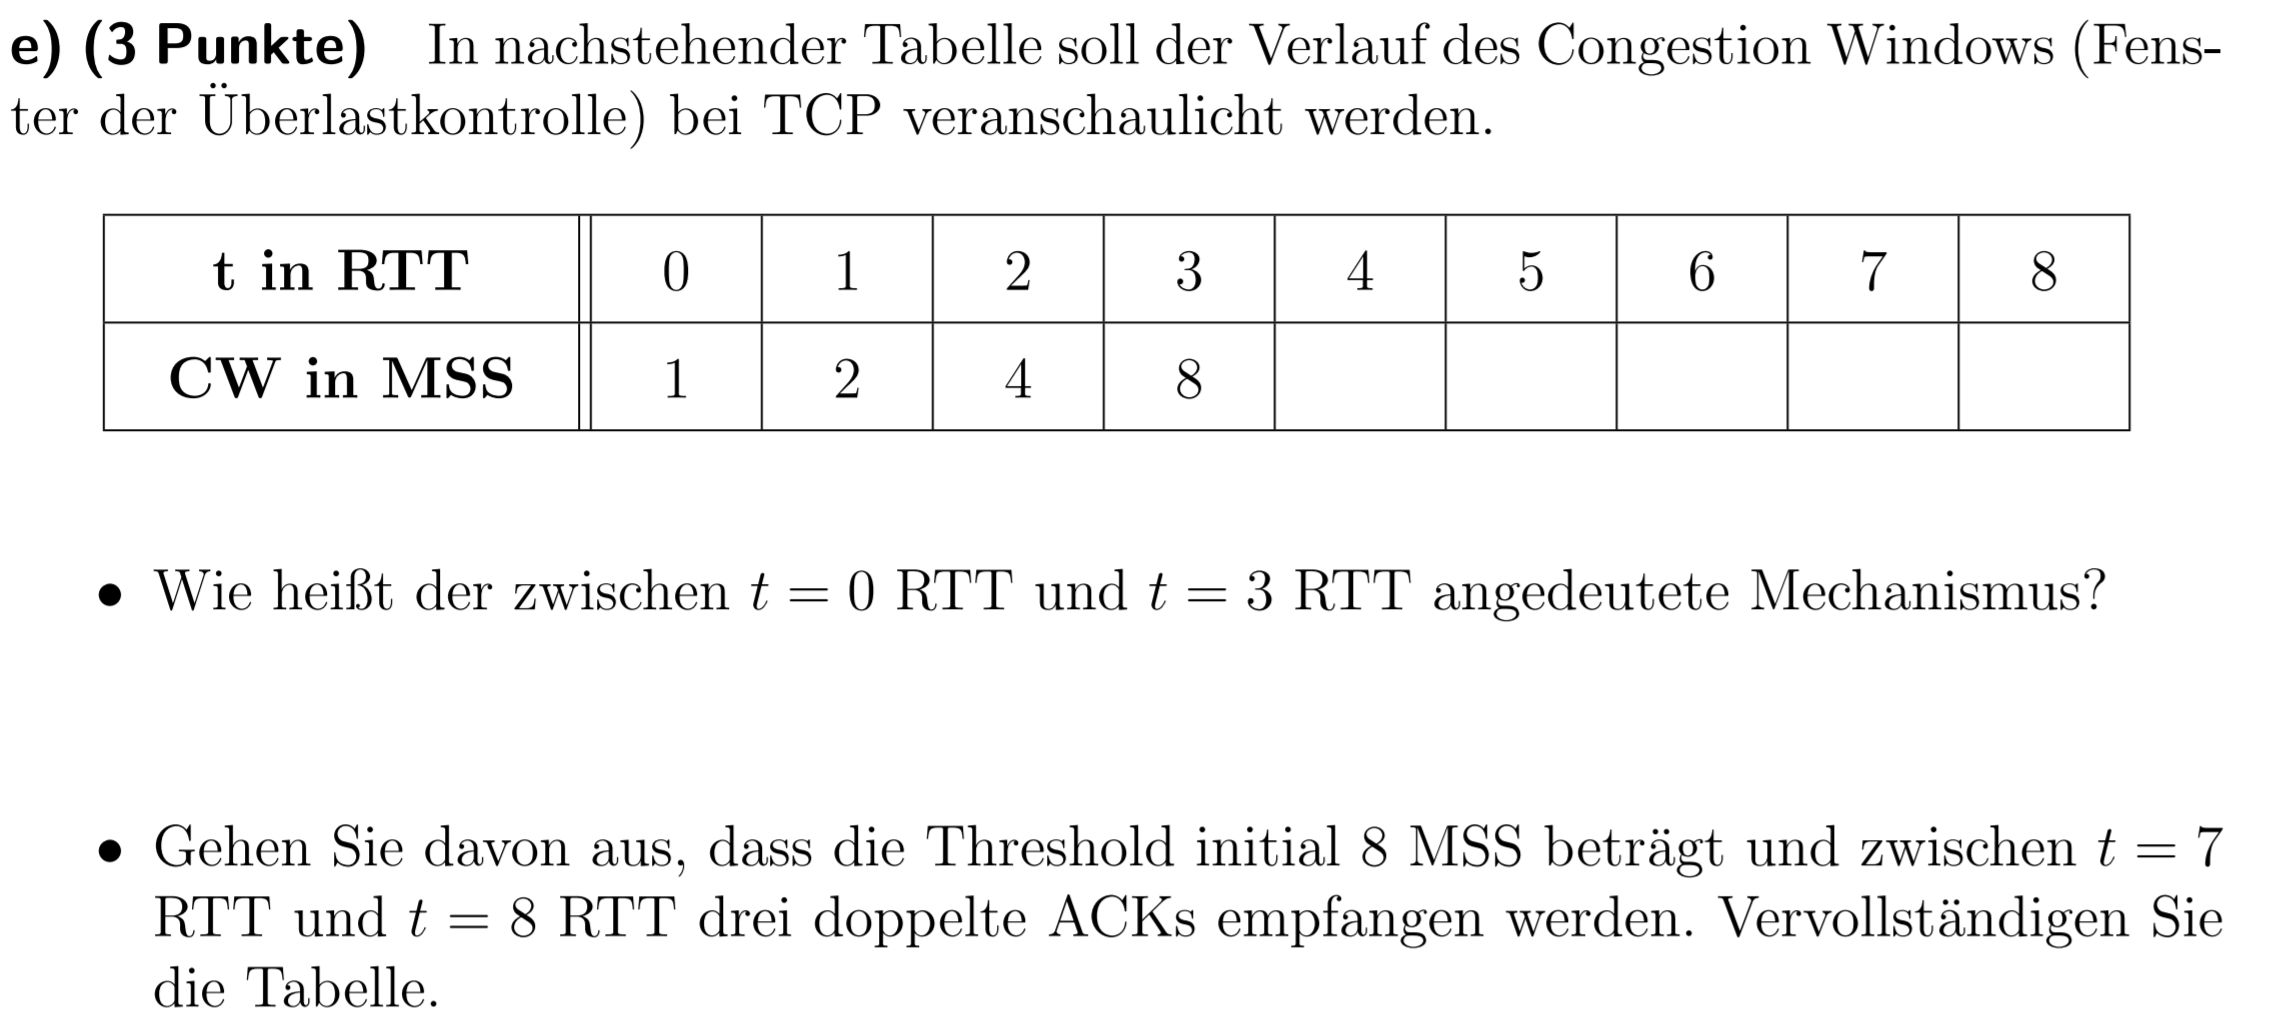 e) (3 Punkte) In nachstehender Tabelle soll der Verlauf des Congestion Windows (Fens-
ter der Überlastkontrolle) bei TCP veranschaulicht werden.
t in RTT 0 1 2 3 4 5 6 7 8
CW in MSS 1 2 4 8
• Wie heißt der zwischen t = 0 RTT und t = 3 RTT angedeutete Mechanismus?
• Gehen Sie davon aus, dass die Threshold initial 8 MSS beträgt und zwischen t = 7
RTT und t = 8 RTT drei doppelte ACKs empfangen werden. Vervollständigen Sie
die Tabelle.